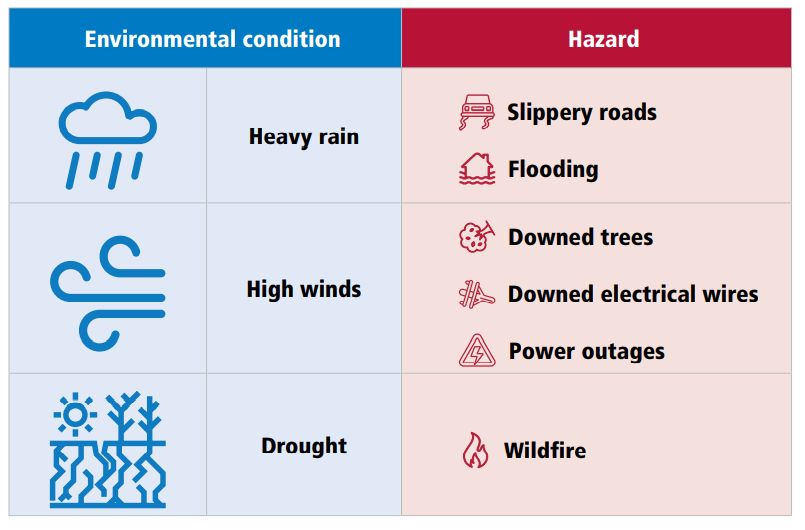 Environmental condition
Hazard
Heavy rain
Slippery roads
Flooding
High winds
Downed trees
Downed electrical wires
Power outages
Drought
Wildfire